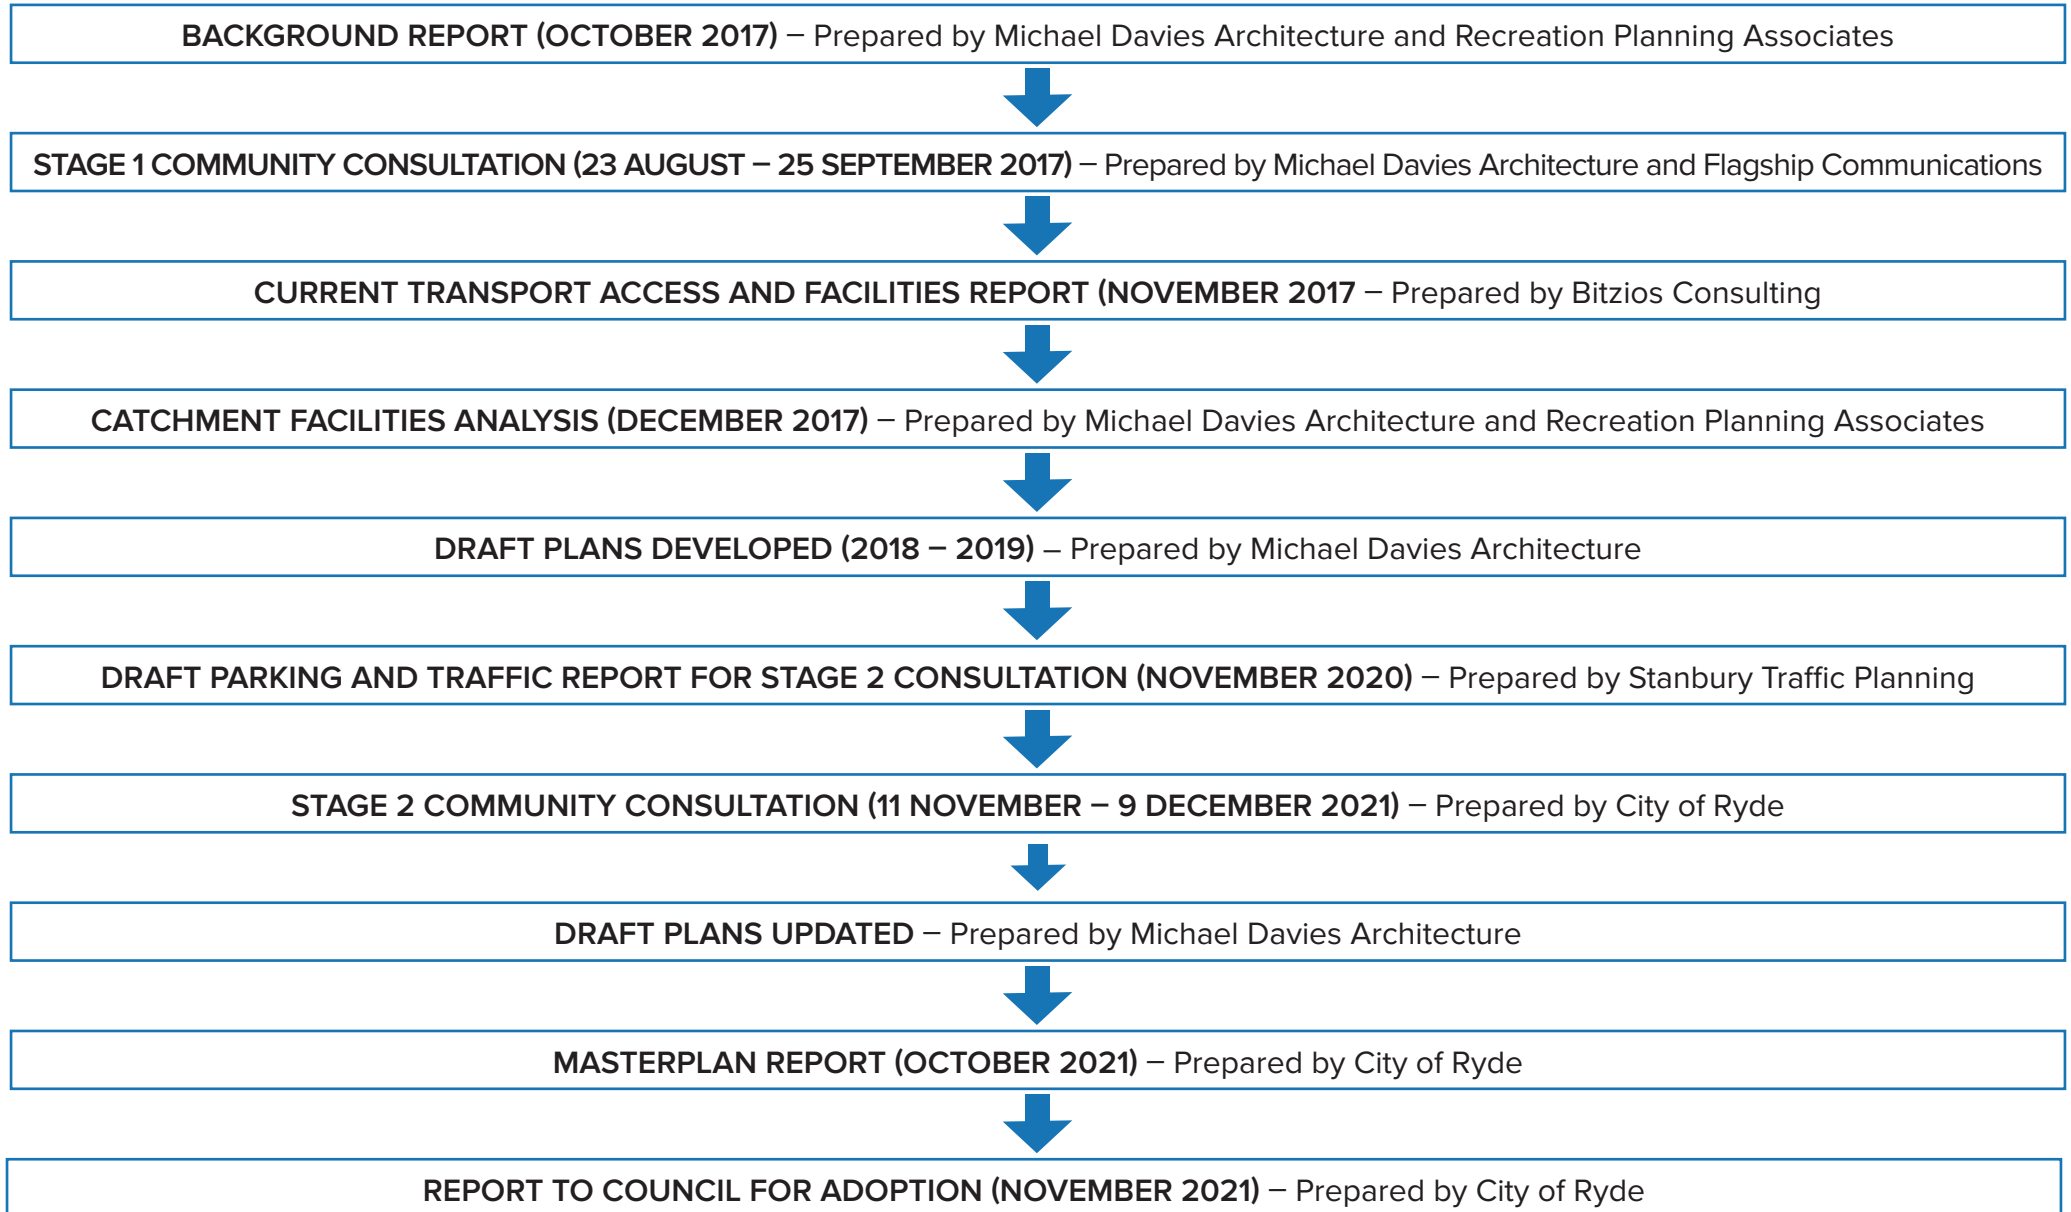 BACKGROUND REPORT (OCTOBER 2017) – Prepared by Michael Davies Architecture and Recreation Planning Associates
STAGE 1 COMMUNITY CONSULTATION (23 AUGUST – 25 SEPTEMBER 2017) – Prepared by Michael Davies Architecture and Flagship Communications
CURRENT TRANSPORT ACCESS AND FACILITIES REPORT (NOVEMBER 2017 – Prepared by Bitzios Consulting
CATCHMENT FACILITIES ANALYSIS (DECEMBER 2017) – Prepared by Michael Davies Architecture and Recreation Planning Associates
DRAFT PLANS DEVELOPED (2018 – 2019) – Prepared by Michael Davies Architecture
DRAFT PARKING AND TRAFFIC REPORT FOR STAGE 2 CONSULTATION (NOVEMBER 2020) – Prepared by Stanbury Traffic Planning
STAGE 2 COMMUNITY CONSULTATION (11 NOVEMBER – 9 DECEMBER 2021) – Prepared by City of Ryde
DRAFT PLANS UPDATED – Prepared by Michael Davies Architecture
MASTERPLAN REPORT (OCTOBER 2021) – Prepared by City of Ryde
REPORT TO COUNCIL FOR ADOPTION (NOVEMBER 2021) – Prepared by City of Ryde